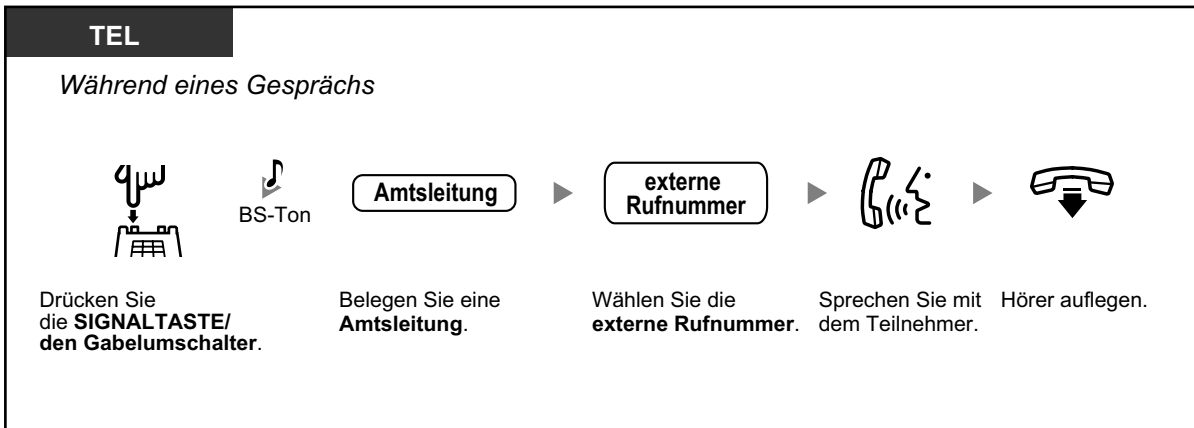 TEL
Während eines Gesprächs
BS-Ton
Amtsleitung
externe
Rufnummer
Drücken Sie
die SIGNALTASTE/
den Gabelumschalter.
Belegen Sie eine
Amtsleitung.
Wählen Sie die
externe Rufnummer.
Sprechen Sie mit
dem Teilnehmer.
Hörer auflegen.